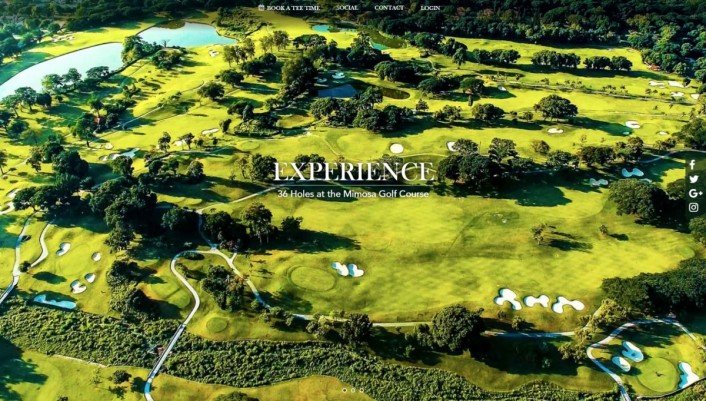 BOOK A TEE TIME SOCIAL CONTACT LOGIN
EXPERIENCE
36 Holes at the Mimosa Golf Course